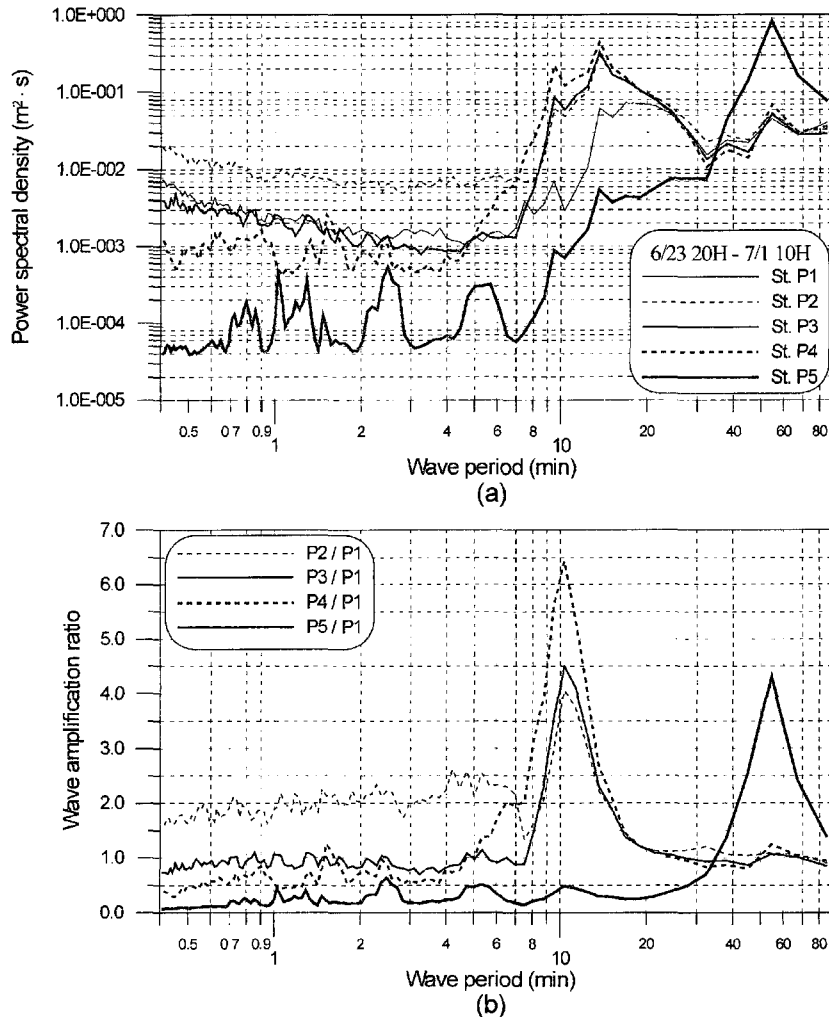 Power spectral density (m² s)
1.0E+000
1.0E-001
1.0E-002
1.0E-003
1.0E-004
1.0E-005
6/23 20H - 7/1 10H
St. P1
St. P2
St. P3
St. P4
St. P5
0.5 0.7 0.9 1 2 4 6 8 10 20 40 60 80
Wave period (min)
(a)
Wave amplification ratio
7.0
6.0
5.0
4.0
3.0
2.0
1.0
0.0
P2 / P1
P3 / P1
P4 / P1
P5 / P1
0.5 0.7 0.9 1 2 4 6 8 10 20 40 60 80
Wave period (min)
(b)